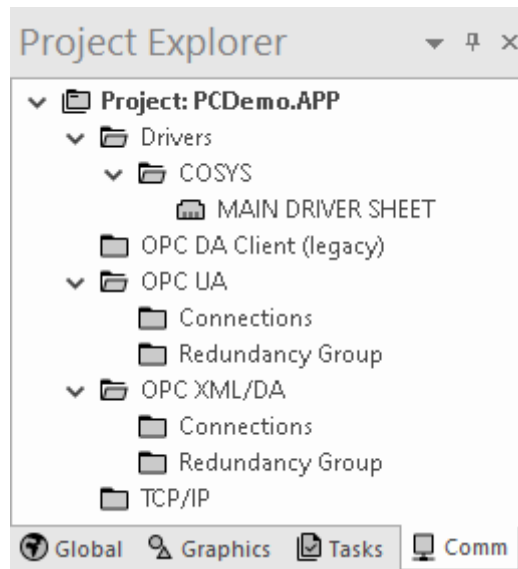 Project Explorer
Project: PCDemo.APP
Drivers
COSYS
MAIN DRIVER SHEET
OPC DA Client (legacy)
OPC UA
Connections
Redundancy Group
OPC XML/DA
Connections
Redundancy Group
TCP/IP
Global Graphics Tasks Comm